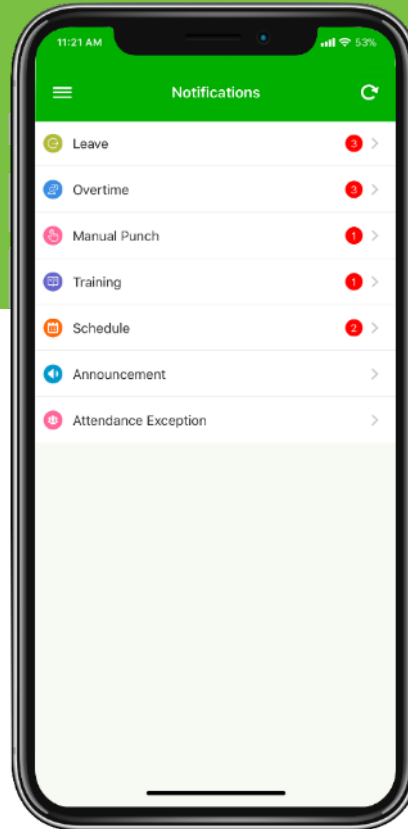 11:21 AM 53%
Notifications
Leave 3
Overtime 3
Manual Punch 1
Training 1
Schedule 2
Announcement
Attendance Exception